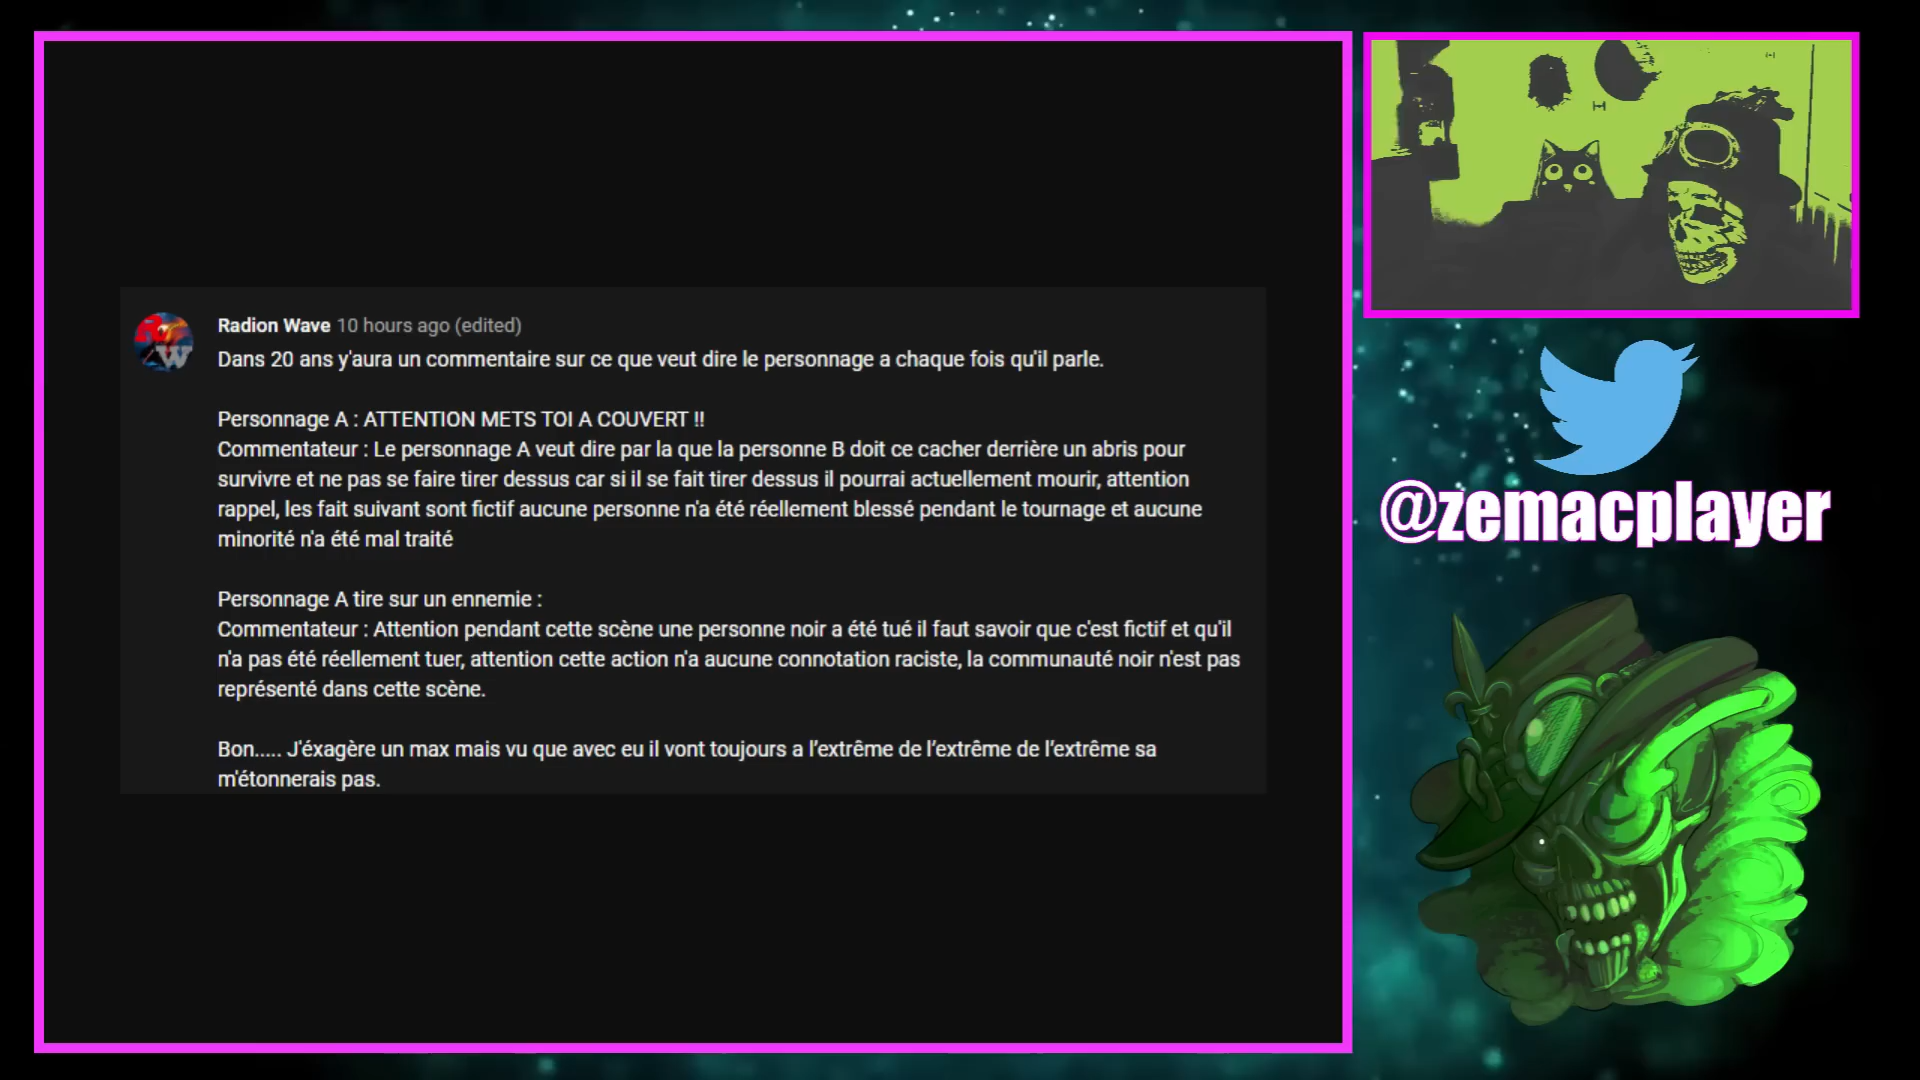 Radion Wave 10 hours ago (edited)
Dans 20 ans y'aura un commentaire sur ce que veut dire le personnage a chaque fois qu'il parle.
Personnage A : ATTENTION METS TOI A COUVERT !!
Commentateur : Le personnage A veut dire par la que la personne B doit ce cacher derrière un abris pour
survivre et ne pas se faire tirer dessus car si il se fait tirer dessus il pourrai actuellement mourir, attention
rappel, les fait suivant sont fictif aucune personne n'a été réellement blessé pendant le tournage et aucune
minorité n'a été mal traité
Personnage A tire sur un ennemie :
Commentateur : Attention pendant cette scène une personne noir a été tué il faut savoir que c'est fictif et qu'il
n'a pas été réellement tuer, attention cette action n'a aucune connotation raciste, la communauté noir n'est pas
représenté dans cette scène.
Bon..... J'éxagère un max mais vu que avec eu il vont toujours a l’extrême de l’extrême de l’extrême sa
m'étonnerais pas.
@zemacplayer